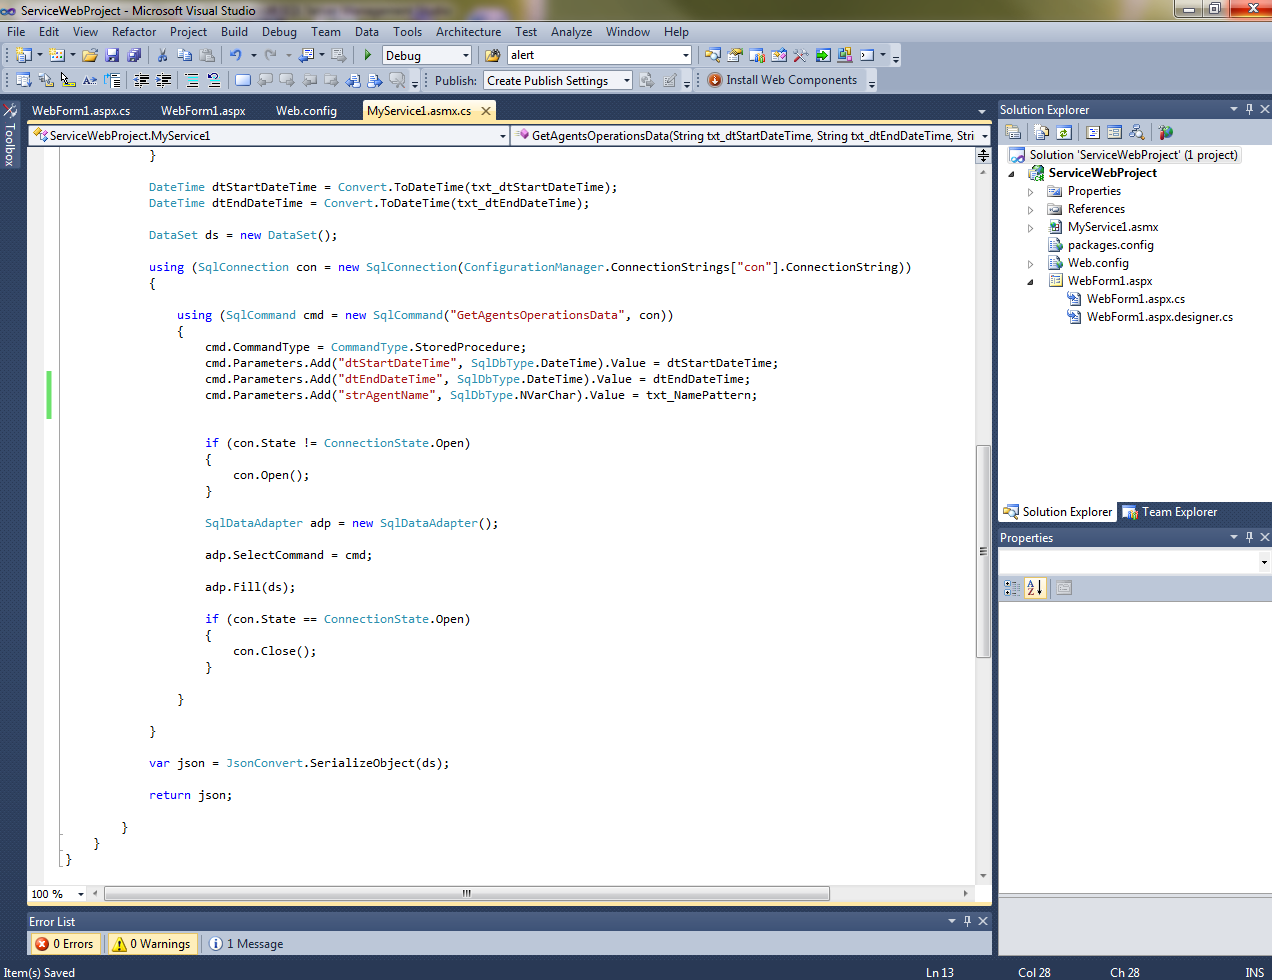 ServiceWebProject - Microsoft Visual Studio
File Edit View Refactor Project Build Debug Team Data Tools Architecture Test Analyze Window Help
Debug alert
Publish: Create Publish Settings Install Web Components
Toolbox
WebForm1.aspx.cs WebForm1.aspx Web.config MyService1.asmx.cs
ServiceWebProject.MyService1 GetAgentsOperationsData(String txt_dtStartDateTime, String txt_dtEndDateTime, Stri
}
DateTime dtStartDateTime = Convert.ToDateTime(txt_dtStartDateTime);
DateTime dtEndDateTime = Convert.ToDateTime(txt_dtEndDateTime);
DataSet ds = new DataSet();
using (SqlConnection con = new SqlConnection(ConfigurationManager.ConnectionStrings["con"].ConnectionString))
{
using (SqlCommand cmd = new SqlCommand("GetAgentsOperationsData", con))
{
cmd.CommandType = CommandType.StoredProcedure;
cmd.Parameters.Add("dtStartDateTime", SqlDbType.DateTime).Value = dtStartDateTime;
cmd.Parameters.Add("dtEndDateTime", SqlDbType.DateTime).Value = dtEndDateTime;
cmd.Parameters.Add("strAgentName", SqlDbType.NVarChar).Value = txt_NamePattern;
if (con.State != ConnectionState.Open)
{
con.Open();
}
SqlDataAdapter adp = new SqlDataAdapter();
adp.SelectCommand = cmd;
adp.Fill(ds);
if (con.State == ConnectionState.Open)
{
con.Close();
}
}
}
var json = JsonConvert.SerializeObject(ds);
return json;
}
}
}
100 %
Solution Explorer
Solution 'ServiceWebProject' (1 project)
ServiceWebProject
Properties
References
MyService1.asmx
packages.config
Web.config
WebForm1.aspx
WebForm1.aspx.cs
WebForm1.aspx.designer.cs
Solution Explorer Team Explorer
Properties
Error List
0 Errors 0 Warnings 1 Message
Item(s) Saved Ln 13 Col 28 Ch 28 INS